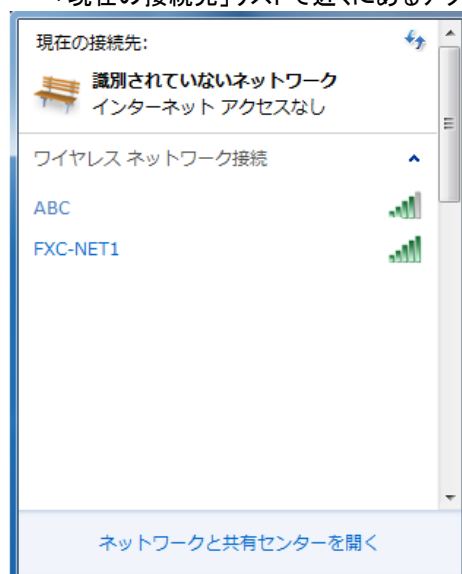 「現在の接続先」リストで近くにあるアク
現在の接続先:
識別されていないネットワーク
インターネット アクセスなし
ワイヤレス ネットワーク接続
ABC
FXC-NET1
ネットワークと共有センターを開く